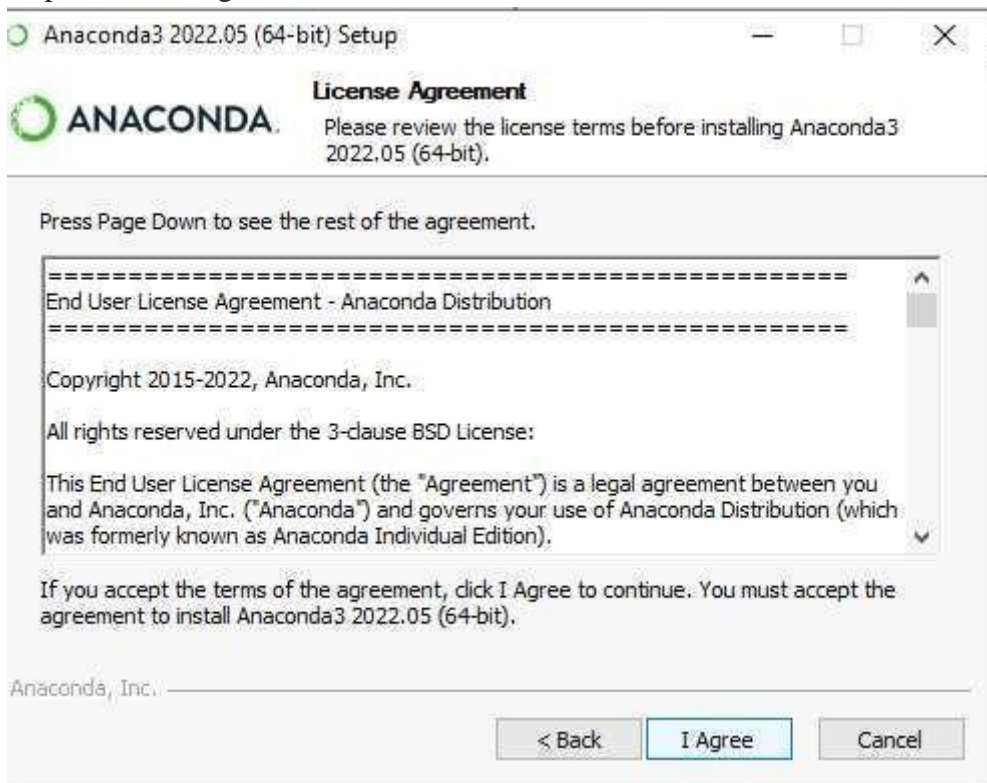 Anaconda3 2022.05 (64-bit) Setup
ANACONDA.
License Agreement
Please review the license terms before installing Anaconda3
2022.05 (64-bit).
Press Page Down to see the rest of the agreement.
====================================================
End User License Agreement - Anaconda Distribution
====================================================
Copyright 2015-2022, Anaconda, Inc.
All rights reserved under the 3-clause BSD License:
This End User License Agreement (the "Agreement") is a legal agreement between you
and Anaconda, Inc. ("Anaconda") and governs your use of Anaconda Distribution (which
was formerly known as Anaconda Individual Edition).
If you accept the terms of the agreement, click I Agree to continue. You must accept the
agreement to install Anaconda3 2022.05 (64-bit).
Anaconda, Inc.
< Back
I Agree
Cancel